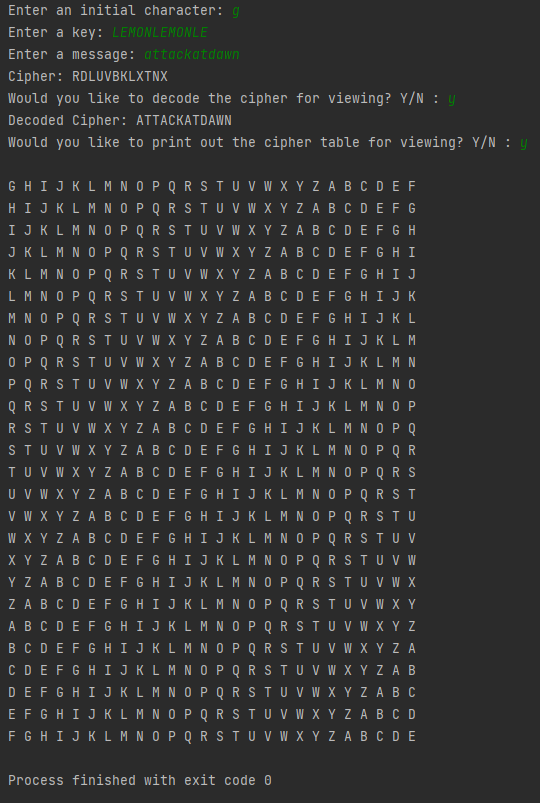 Enter an initial character: g
Enter a key: LEMONLEMONLE
Enter a message: attackatdawn
Cipher: RDLUVBKLXTNX
Would you like to decode the cipher for viewing? Y/N : y
Decoded Cipher: ATTACKATDAWN
Would you like to print out the cipher table for viewing? Y/N : y
G H I J K L M N O P Q R S T U V W X Y Z A B C D E F
H I J K L M N O P Q R S T U V W X Y Z A B C D E F G
I J K L M N O P Q R S T U V W X Y Z A B C D E F G H
J K L M N O P Q R S T U V W X Y Z A B C D E F G H I
K L M N O P Q R S T U V W X Y Z A B C D E F G H I J
L M N O P Q R S T U V W X Y Z A B C D E F G H I J K
M N O P Q R S T U V W X Y Z A B C D E F G H I J K L
N O P Q R S T U V W X Y Z A B C D E F G H I J K L M
O P Q R S T U V W X Y Z A B C D E F G H I J K L M N
P Q R S T U V W X Y Z A B C D E F G H I J K L M N O
Q R S T U V W X Y Z A B C D E F G H I J K L M N O P
R S T U V W X Y Z A B C D E F G H I J K L M N O P Q
S T U V W X Y Z A B C D E F G H I J K L M N O P Q R
T U V W X Y Z A B C D E F G H I J K L M N O P Q R S
U V W X Y Z A B C D E F G H I J K L M N O P Q R S T
V W X Y Z A B C D E F G H I J K L M N O P Q R S T U
W X Y Z A B C D E F G H I J K L M N O P Q R S T U V
X Y Z A B C D E F G H I J K L M N O P Q R S T U V W
Y Z A B C D E F G H I J K L M N O P Q R S T U V W X
Z A B C D E F G H I J K L M N O P Q R S T U V W X Y
A B C D E F G H I J K L M N O P Q R S T U V W X Y Z
B C D E F G H I J K L M N O P Q R S T U V W X Y Z A
C D E F G H I J K L M N O P Q R S T U V W X Y Z A B
D E F G H I J K L M N O P Q R S T U V W X Y Z A B C
E F G H I J K L M N O P Q R S T U V W X Y Z A B C D
F G H I J K L M N O P Q R S T U V W X Y Z A B C D E
Process finished with exit code 0